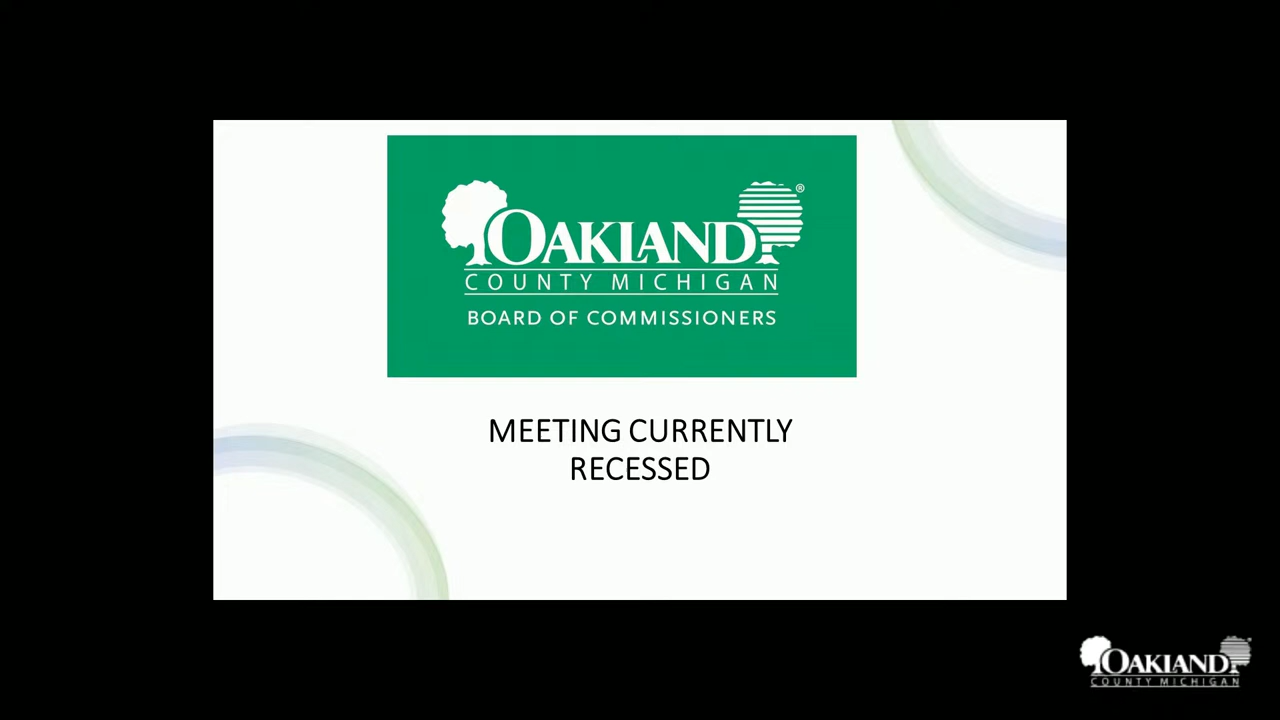 OAKLAND®
COUNTY MICHIGAN
BOARD OF COMMISSIONERS
MEETING CURRENTLY
RECESSED
OAKLAND
COUNTY MICHIGAN